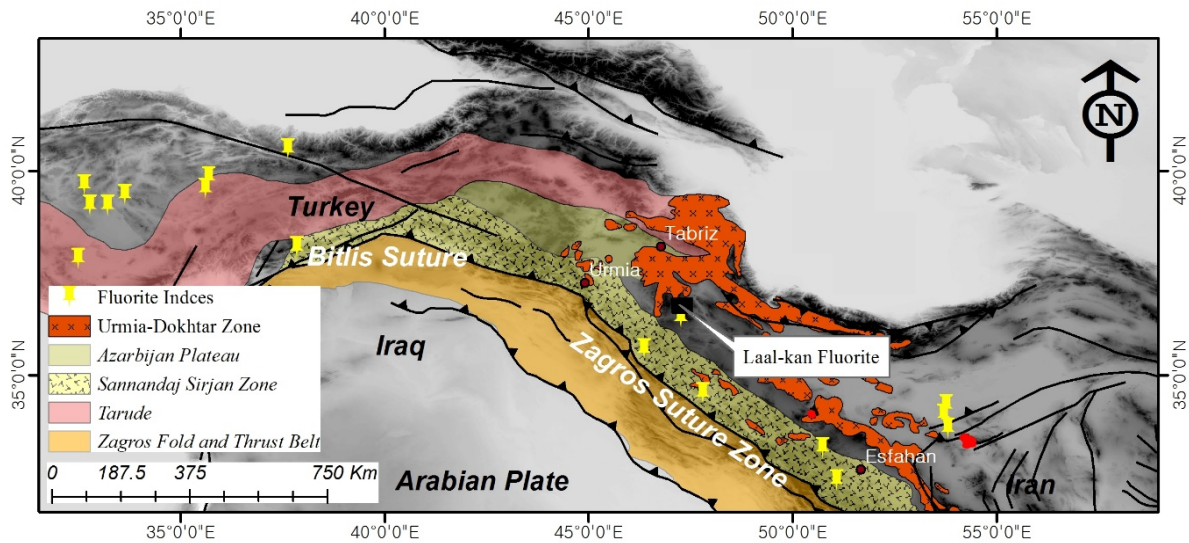 35°0'0"E 40°0'0"E 45°0'0"E 50°0'0"E 55°0'0"E
N
40°0'0"N
40°0'0"N
Turkey
Tabriz
Bitlis Suture
Urmia
Fluorite Indces
Urmia-Dokhtar Zone
Azarbijan Plateau
Sannandaj Sirjan Zone
Tarude
Zagros Fold and Thrust Belt
0 187.5 375 750 Km
Iraq
Laal-kan Fluorite
35°0'0"N
35°0'0"N
Zagros Suture Zone
Esfahan
Arabian Plate
Iran
35°0'0"E 40°0'0"E 45°0'0"E 50°0'0"E 55°0'0"E